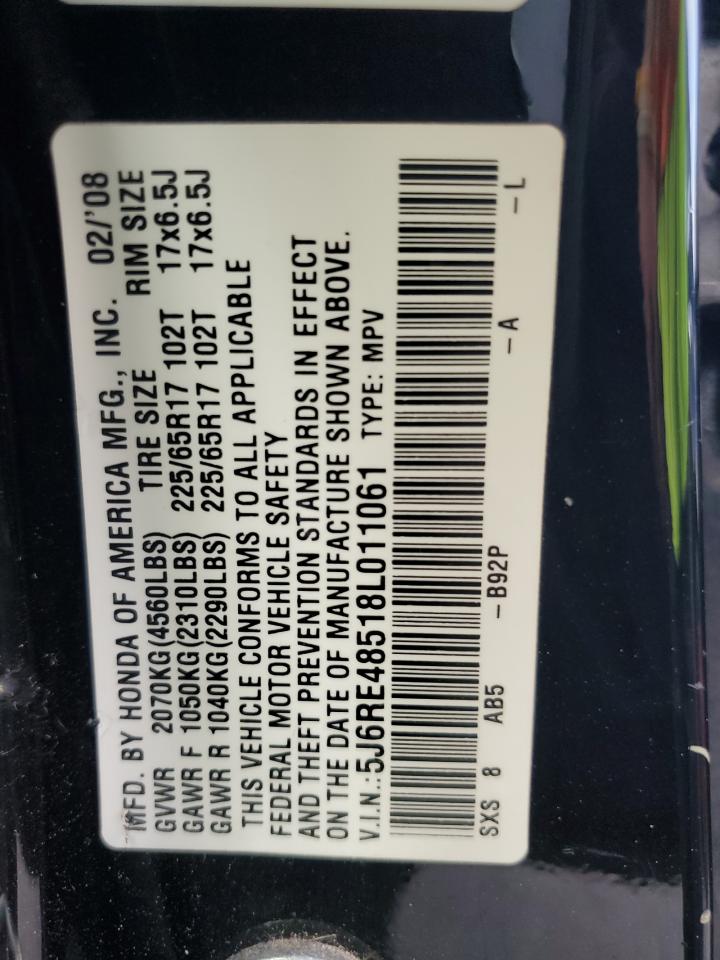 MFD. BY HONDA OF AMERICA MFG., INC. 02/'08
GVWR 2070KG(4560LBS) TIRE SIZE RIM SIZE
GAWR F 1050KG(2310LBS) 225/65R17 102T 17x6.5J
GAWR R 1040KG(2290LBS) 225/65R17 102T 17x6.5J
THIS VEHICLE CONFORMS TO ALL APPLICABLE
FEDERAL MOTOR VEHICLE SAFETY
AND THEFT PREVENTION STANDARDS IN EFFECT
ON THE DATE OF MANUFACTURE SHOWN ABOVE.
V.I.N.:5J6RE48518L011061 TYPE: MPV
SXS 8 AB5 -B92P -A -L